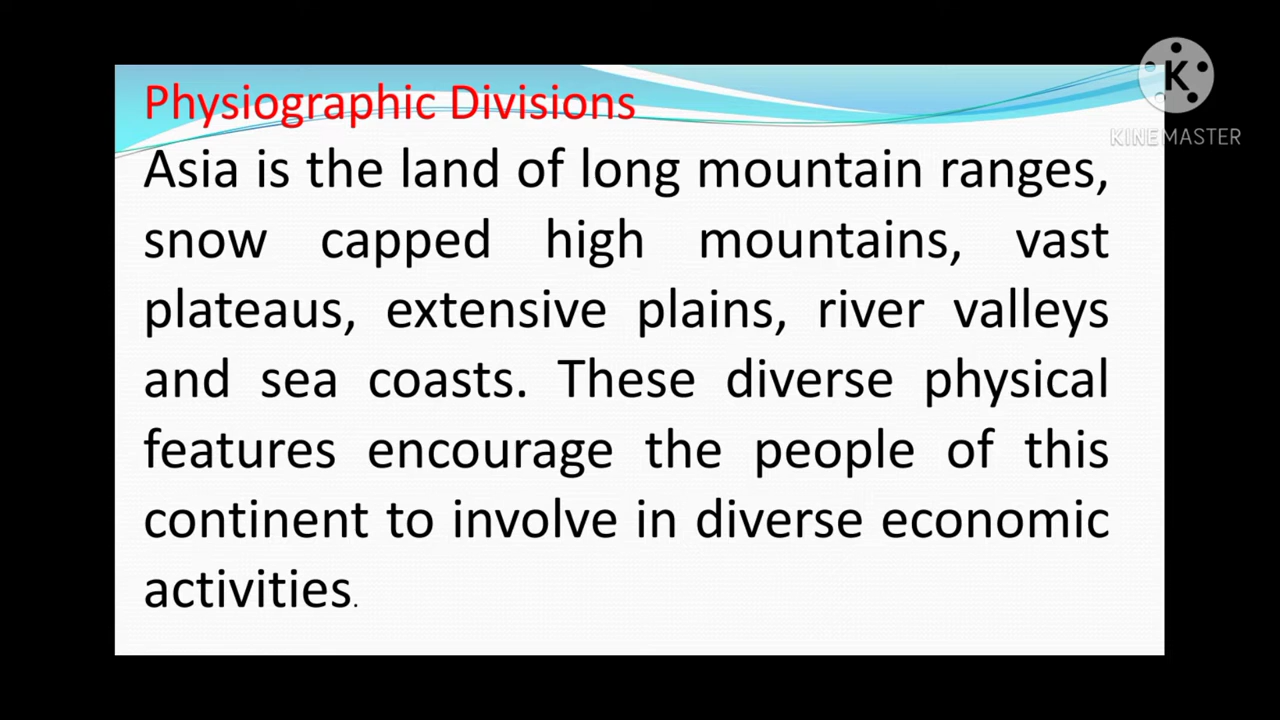 Physiographic Divisions
Asia is the land of long mountain ranges,
snow capped high mountains, vast
plateaus, extensive plains, river valleys
and sea coasts. These diverse physical
features encourage the people of this
continent to involve in diverse economic
activities.
K
KINEMASTER